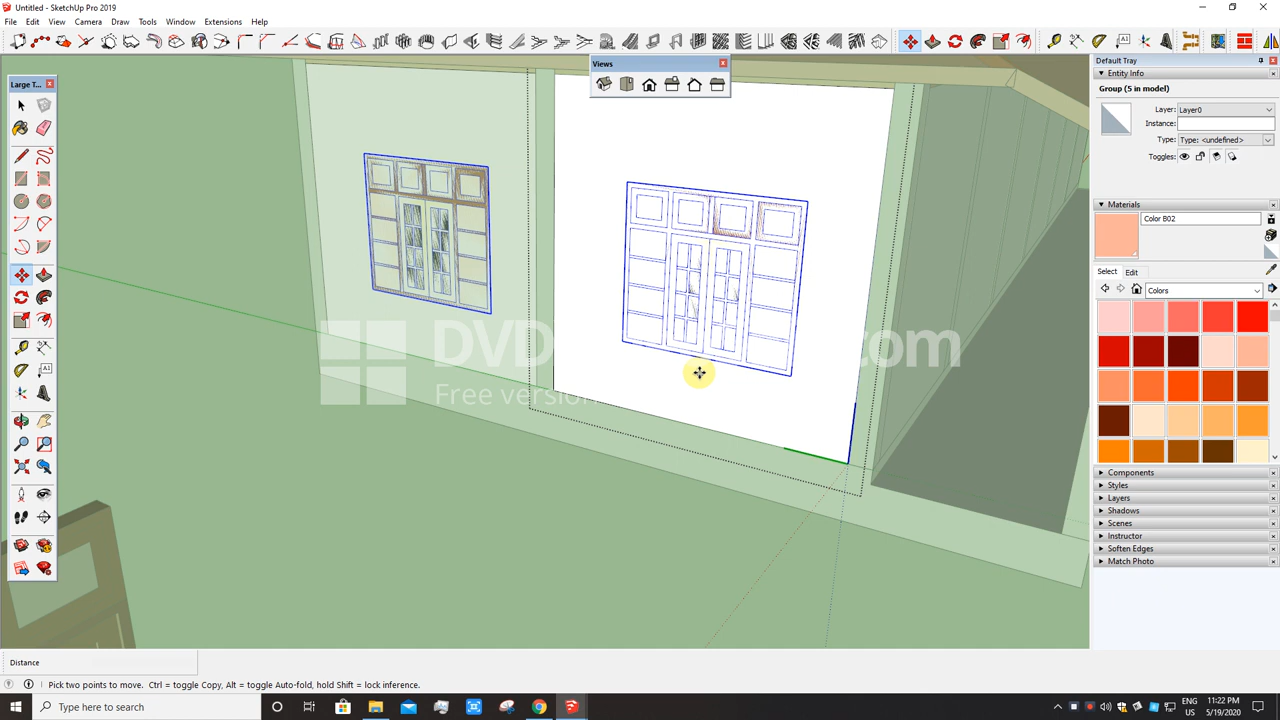 Untitled - SketchUp Pro 2019
File Edit View Camera Draw Tools Window Extensions Help
Large T...
Views
Default Tray
Entity Info
Group (5 in model)
Layer: Layer0
Instance:
Type: Type: <undefined>
Toggles:
Materials
Color B02
Select Edit
Colors
Components
Styles
Layers
Shadows
Scenes
Instructor
Soften Edges
Match Photo
DVD .com
Free version
Distance
Pick two points to move. Ctrl = toggle Copy, Alt = toggle Auto-fold, hold Shift = lock inference.
Type here to search
ENG
US
11:22 PM
5/19/2020